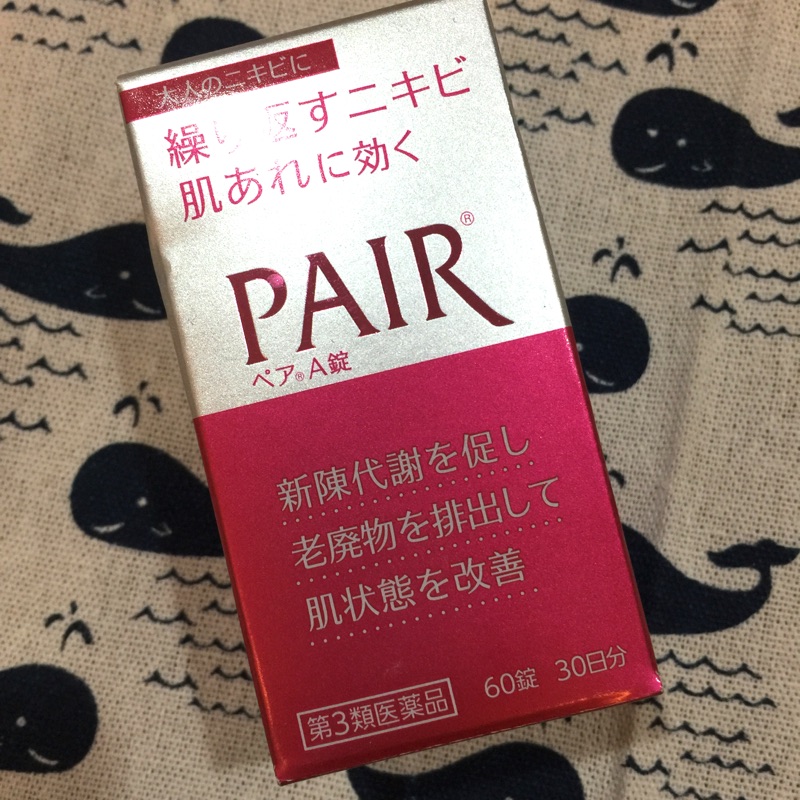 大人のニキビに
繰り返すニキビ
肌あれに効く
PAIR®
ペア®A錠
新陳代謝を促し
老廃物を排出して
肌状態を改善
第3類医薬品 60錠 30日分